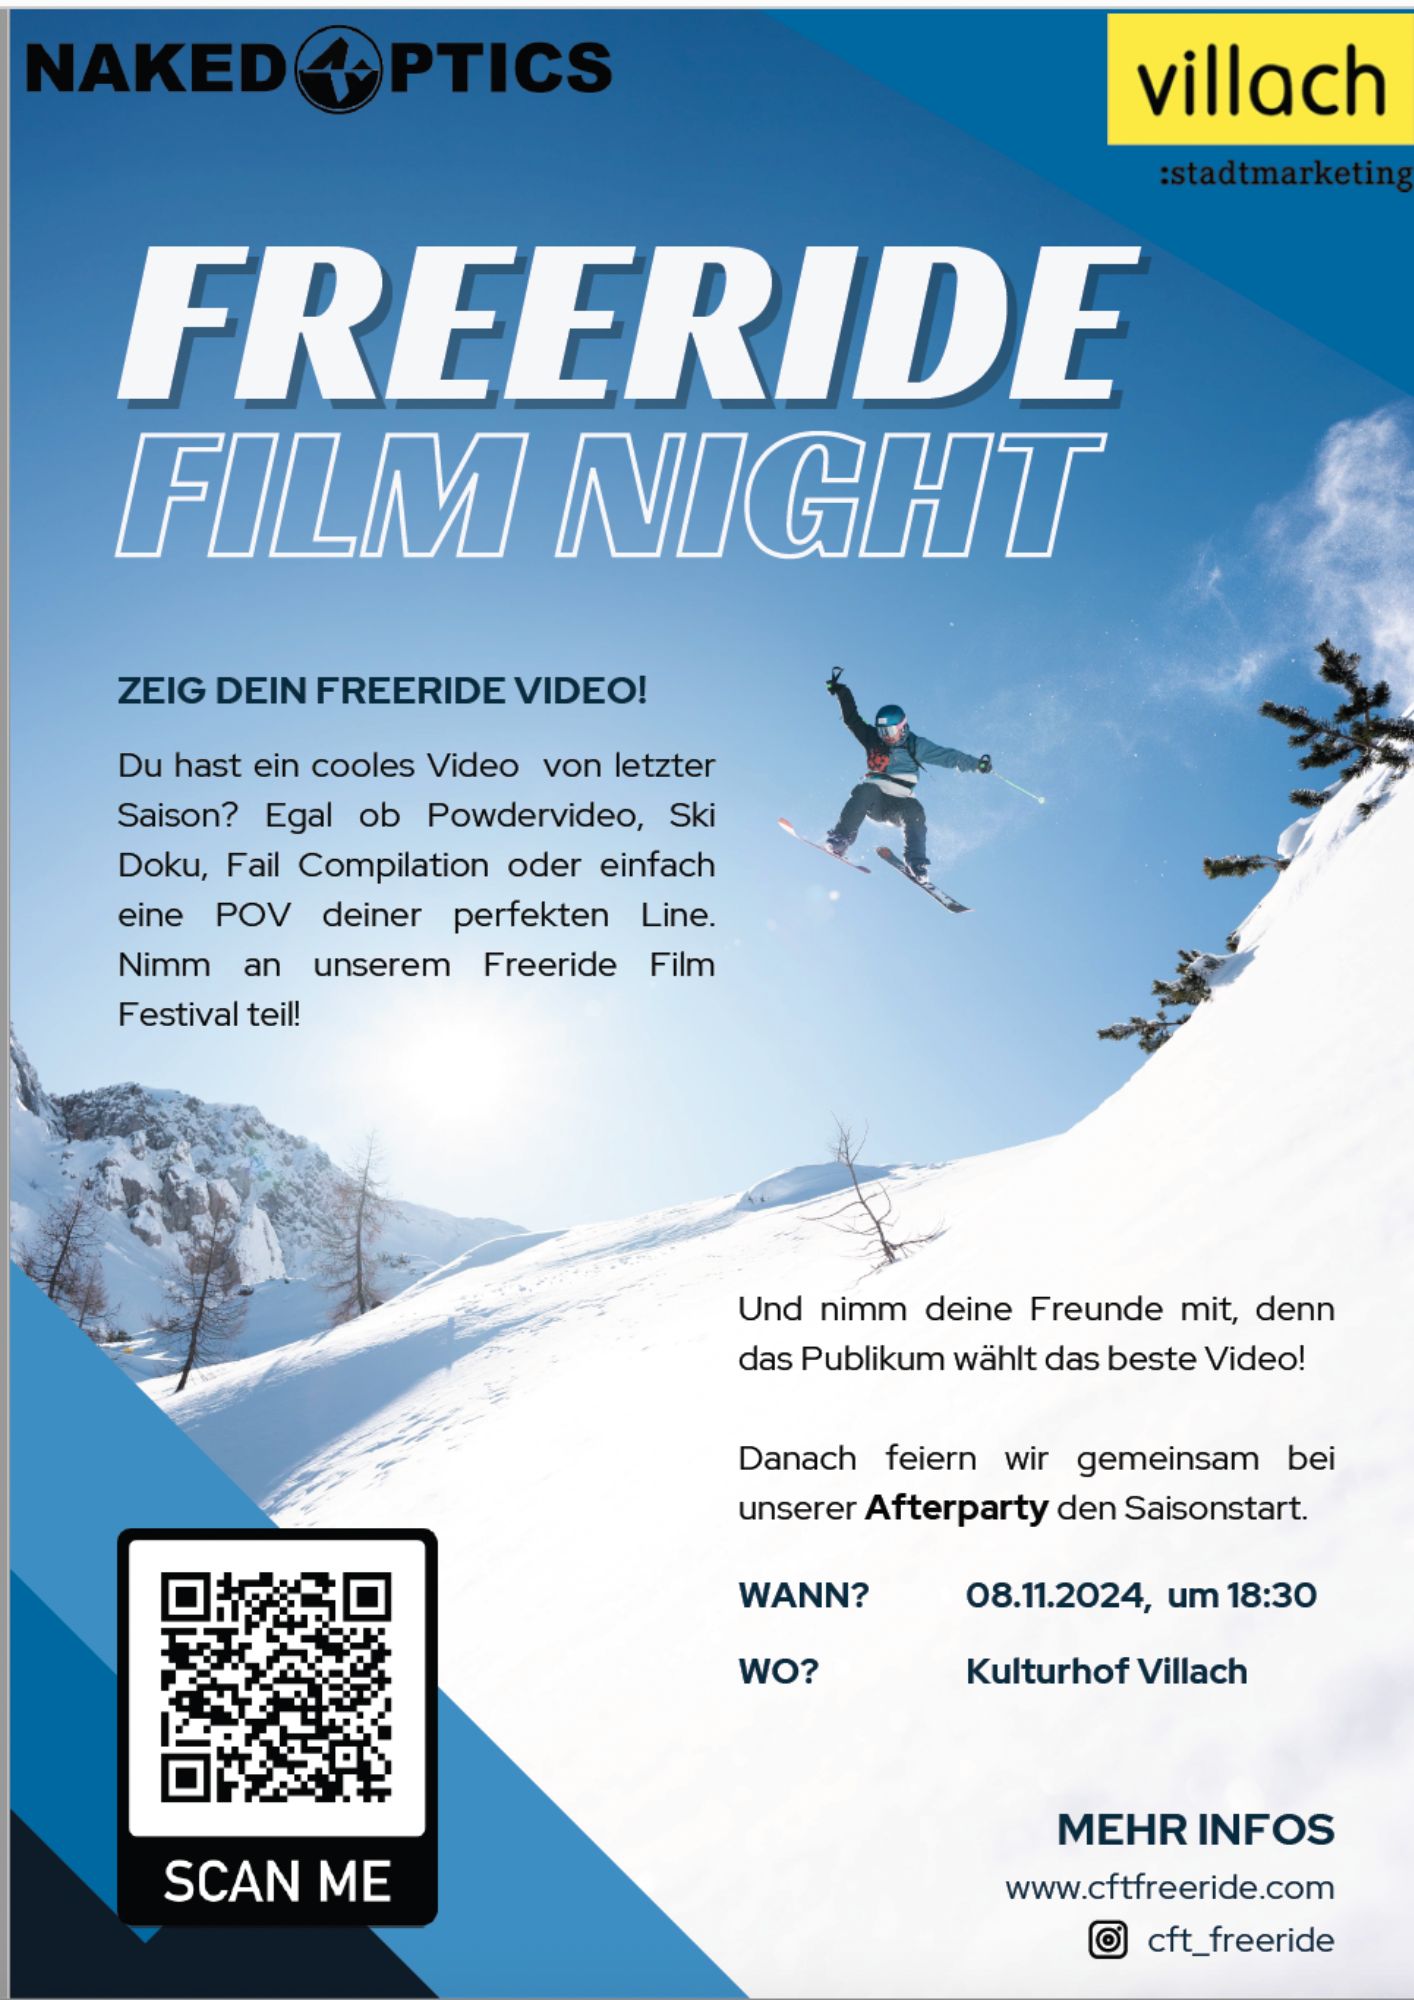 NAKED OPTICS
villach
:stadtmarketing
FREERIDE
FILM NIGHT
ZEIG DEIN FREERIDE VIDEO!
Du hast ein cooles Video von letzter
Saison? Egal ob Powdervideo, Ski
Doku, Fail Compilation oder einfach
eine POV deiner perfekten Line.
Nimm an unserem Freeride Film
Festival teil!
Und nimm deine Freunde mit, denn
das Publikum wählt das beste Video!
Danach feiern wir gemeinsam bei
unserer Afterparty den Saisonstart.
WANN? 08.11.2024, um 18:30
WO? Kulturhof Villach
SCAN ME
MEHR INFOS
www.cftfreeride.com
cft_freeride